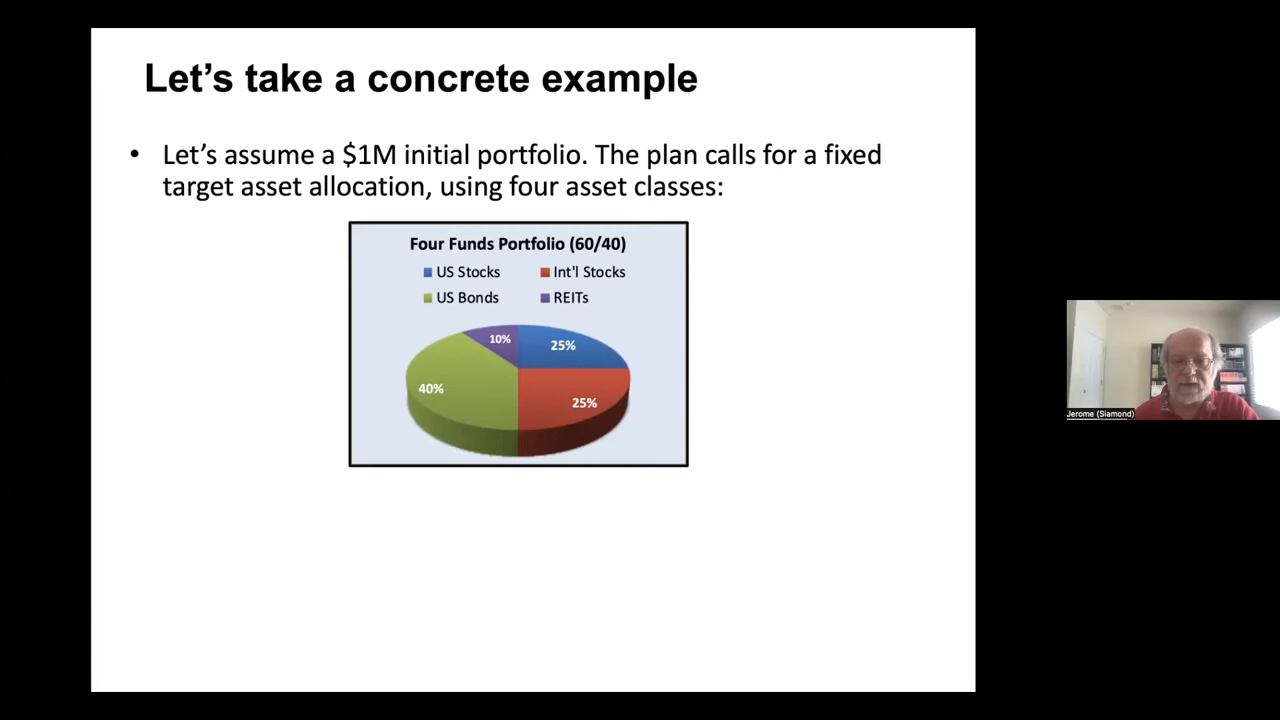 Let’s take a concrete example
• Let’s assume a $1M initial portfolio. The plan calls for a fixed
target asset allocation, using four asset classes:
Four Funds Portfolio (60/40)
US Stocks
Int'l Stocks
US Bonds
REITs
10%
25%
40%
25%
Jerome (Siamond)